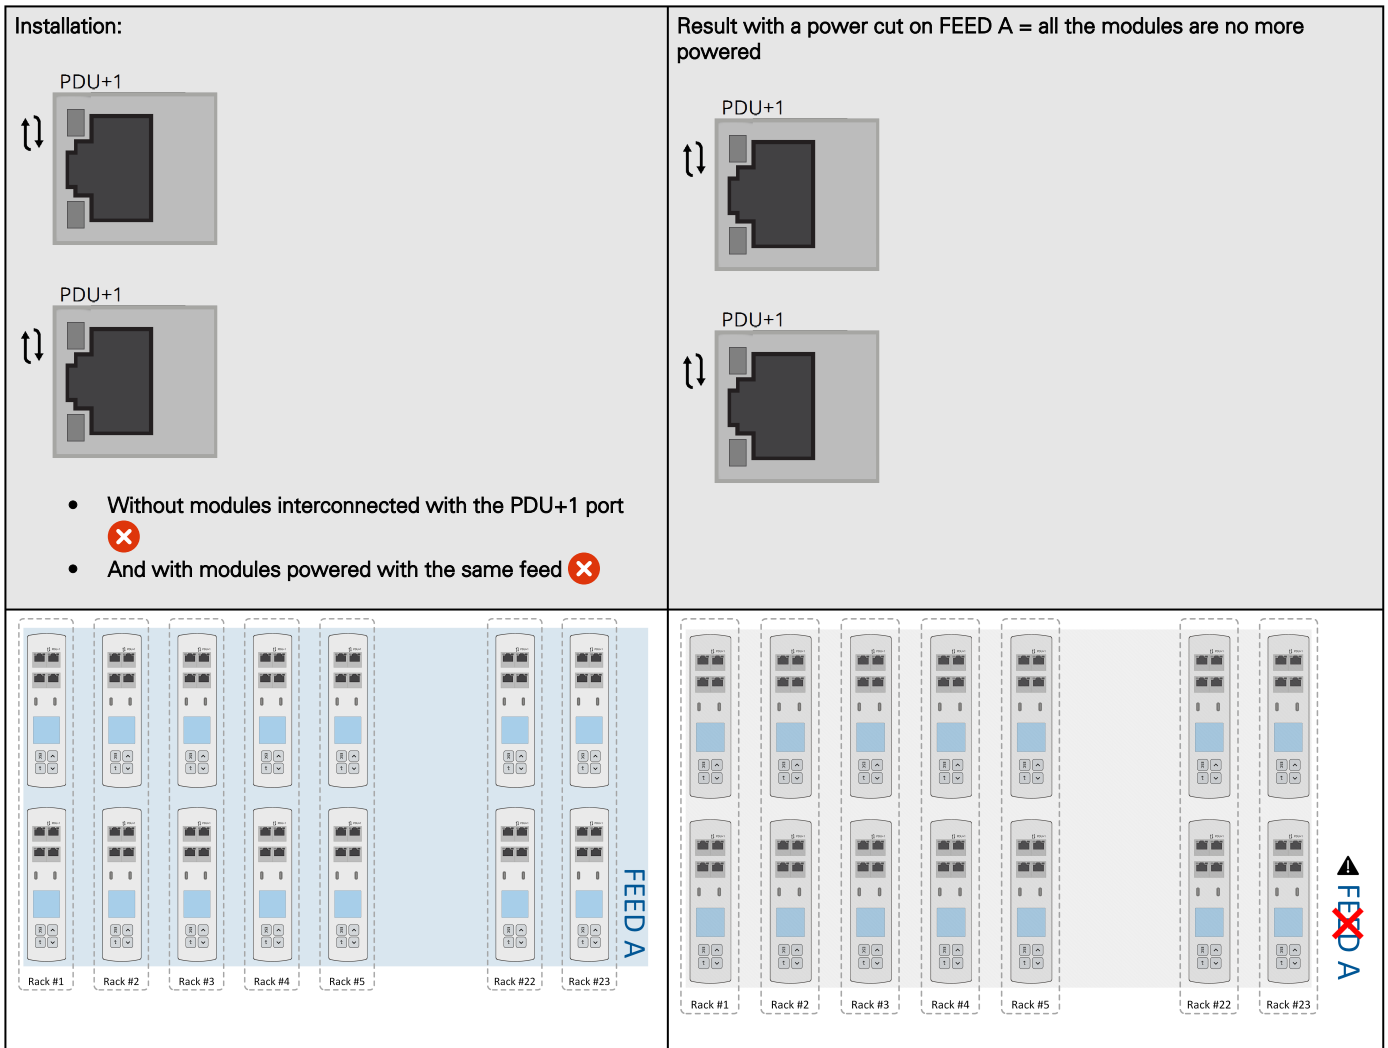 Installation:
PDU+1
PDU+1
• Without modules interconnected with the PDU+1 port
• And with modules powered with the same feed
Result with a power cut on FEED A = all the modules are no more
powered
PDU+1
PDU+1
FEED A
Rack #1 Rack #2 Rack #3 Rack #4 Rack #5 Rack #22 Rack #23
FEED A
Rack #1 Rack #2 Rack #3 Rack #4 Rack #5 Rack #22 Rack #23